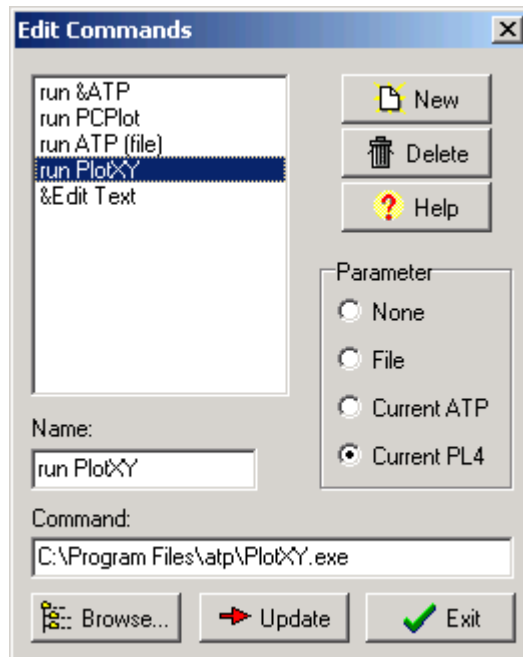 Edit Commands
run &ATP
run PCPlot
run ATP (file)
run PlotXY
&Edit Text
New
Delete
Help
Parameter
None
File
Current ATP
Current PL4
Name:
run PlotXY
Command:
C:\Program Files\atp\PlotXY.exe
Browse...
Update
Exit